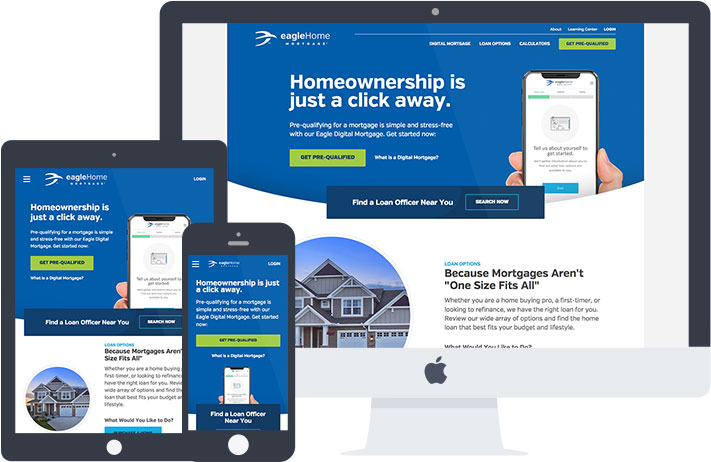 About Learning Center LOGIN
eagleHome
MORTGAGE
DIGITAL MORTGAGE LOAN OPTIONS CALCULATORS GET PRE-QUALIFIED
Homeownership is
just a click away.
Pre-qualifying for a mortgage is simple and stress-free
with our Eagle Digital Mortgage. Get started now:
GET PRE-QUALIFIED What is a Digital Mortgage?
eagleHome
Tell us about yourself to
get started.
Find a Loan Officer Near You SEARCH NOW
LOAN OPTIONS
Because Mortgages Aren't
"One Size Fits All"
Whether you are a home buying pro, a first-timer, or
looking to refinance, we have the right loan for you.
Review our wide array of options and find the home
loan that best fits your budget and lifestyle.
What Would You Like to Do?
eagleHome
MORTGAGE
LOGIN
Homeownership is
just a click away.
Pre-qualifying for a mortgage is simple
and stress-free with our Eagle Digital
Mortgage. Get started now:
GET PRE-QUALIFIED
What is a Digital Mortgage?
Tell us about yourself to
get started.
Find a Loan Officer Near You SEARCH NOW
LOAN OPTIONS
Because Mortgages Aren't
Size Fits All"
Whether you are a home buying
first-timer, or looking to refinance
have the right loan for you. Review
wide array of options and find the
loan that best fits your budget and
lifestyle.
What Would You Like to Do?
PURCHASE A HOME
eagleHome
LOGIN
Homeownership is
just a click away.
Pre-qualifying for a mortgage is
simple and stress-free with our
Eagle Digital Mortgage. Get
started now:
GET PRE-QUALIFIED
What is a Digital Mortgage?
Find a Loan Officer
Near You